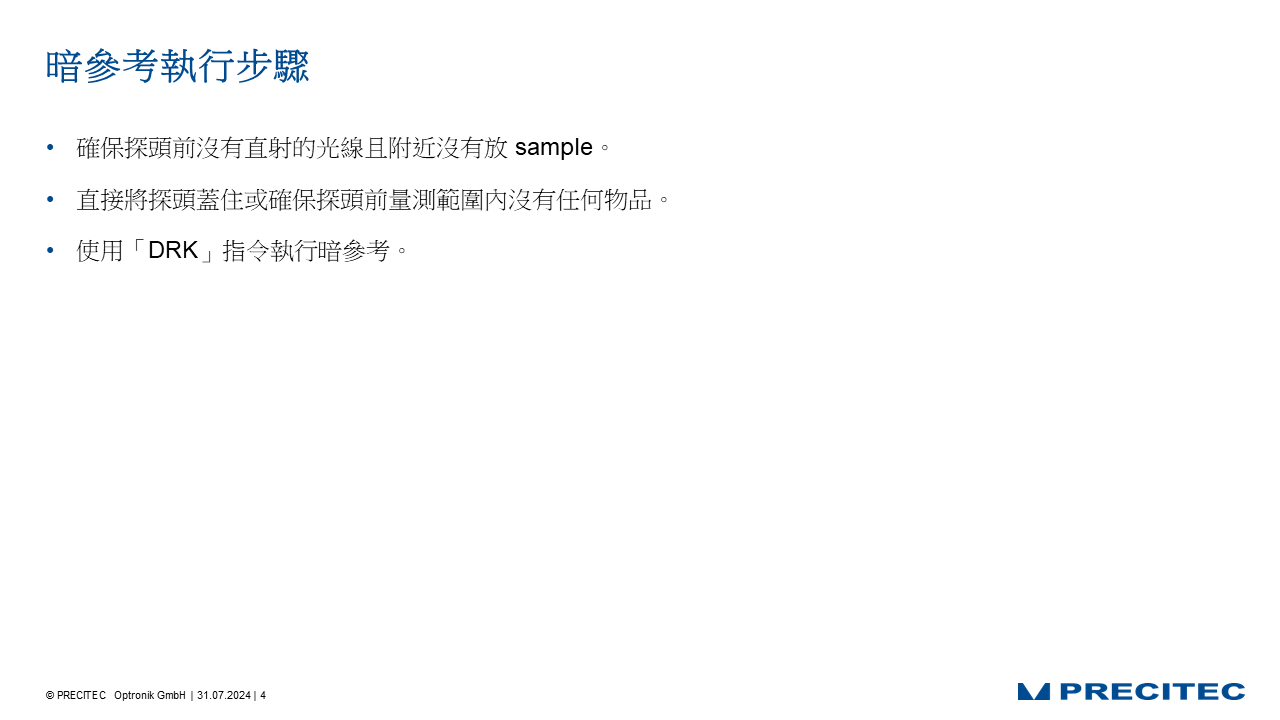 暗參考執行步驟
• 確保探頭前沒有直射的光線且附近沒有放 sample。
• 直接將探頭蓋住或確保探頭前量測範圍內沒有任何物品。
• 使用「DRK」指令執行暗參考。
© PRECITEC Optronik GmbH | 31.07.2024 | 4
PRECITEC